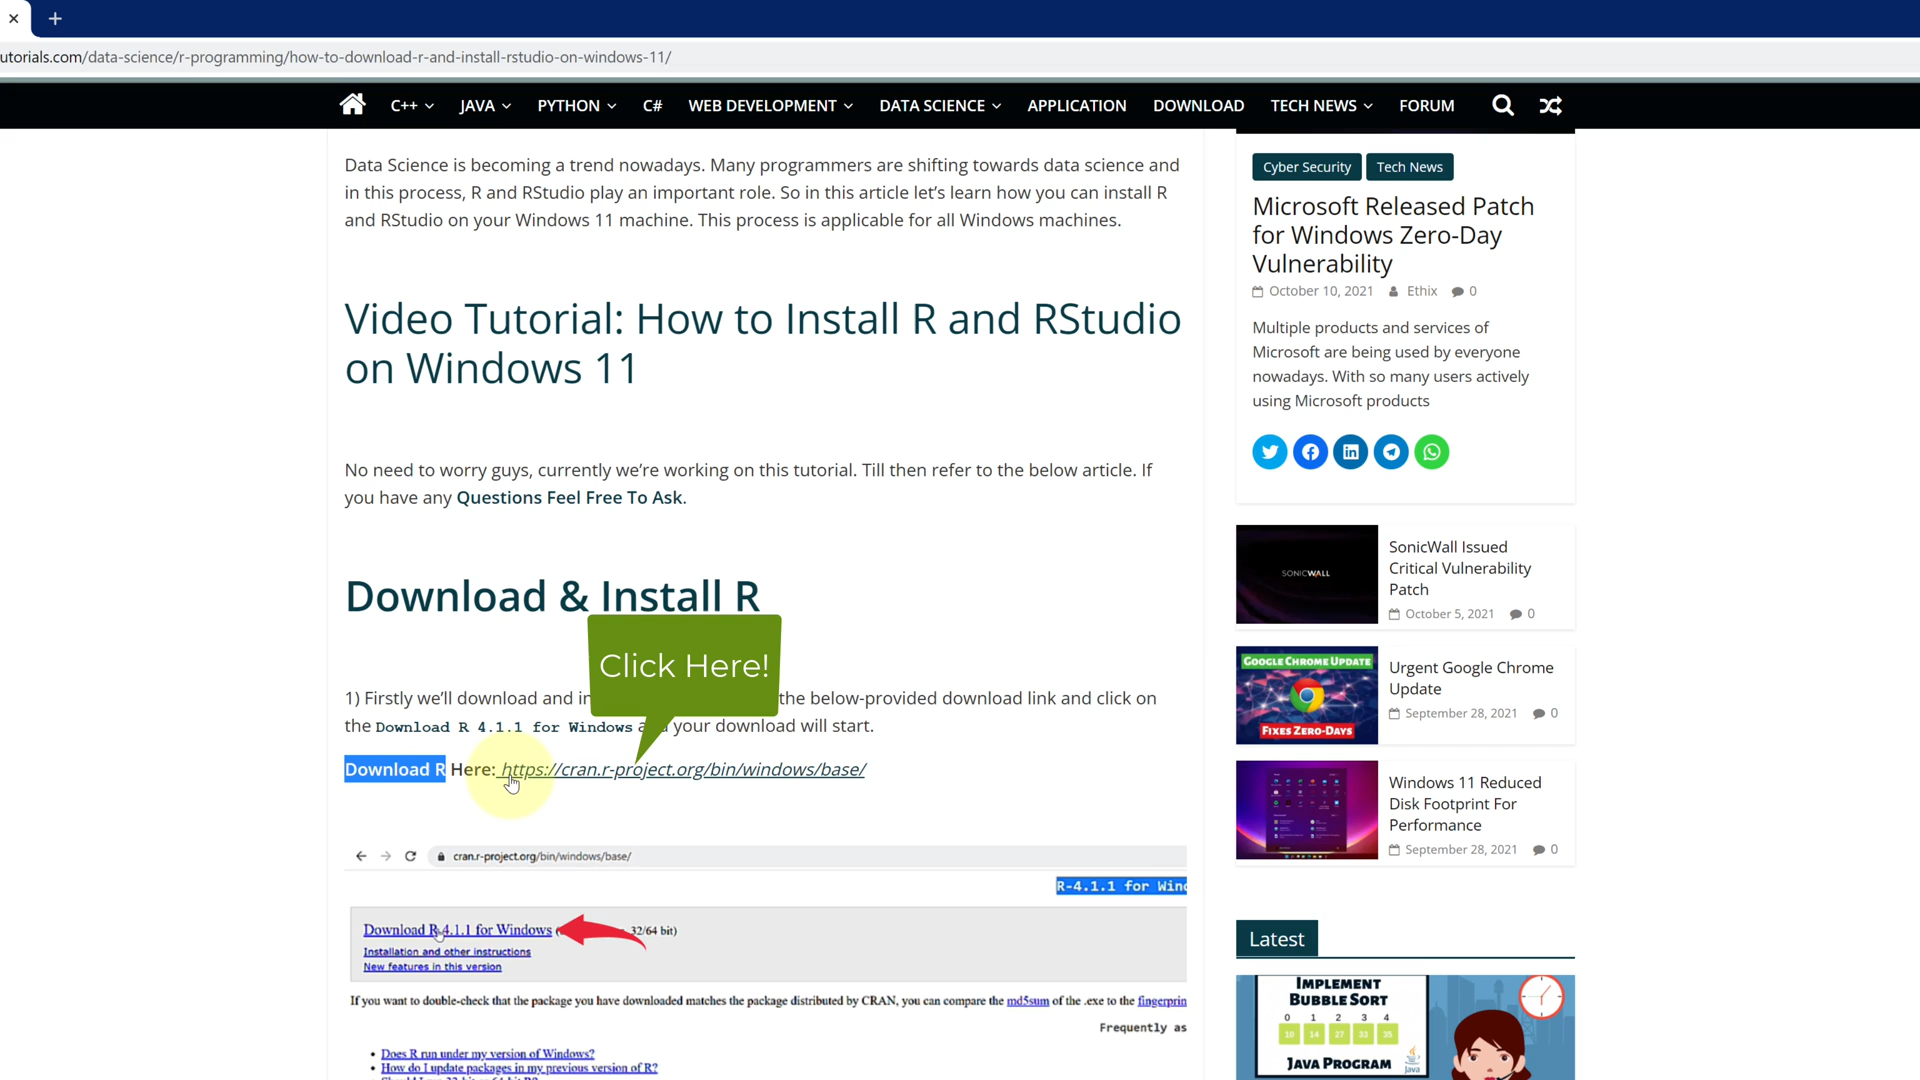 utorials.com/data-science/r-programming/how-to-download-r-and-install-rstudio-on-windows-11/
C++ JAVA PYTHON C# WEB DEVELOPMENT DATA SCIENCE APPLICATION DOWNLOAD TECH NEWS FORUM
Data Science is becoming a trend nowadays. Many programmers are shifting towards data science and
in this process, R and RStudio play an important role. So in this article let's learn how you can install R
and RStudio on your Windows 11 machine. This process is applicable for all Windows machines.
Video Tutorial: How to Install R and RStudio
on Windows 11
No need to worry guys, currently we're working on this tutorial. Till then refer to the below article. If
you have any Questions Feel Free To Ask.
Download & Install R
Click Here!
1) Firstly we'll download and in the below-provided download link and click on
the Download R 4.1.1 for Windows and your download will start.
Download R Here: https://cran.r-project.org/bin/windows/base/
cran.r-project.org/bin/windows/base/
R-4.1.1 for Wind
Download R 4.1.1 for Windows 32/64 bit)
Installation and other instructions
New features in this version
If you want to double-check that the package you have downloaded matches the package distributed by CRAN, you can compare the md5sum of the .exe to the fingerprin
Frequently as
Does R run under my version of Windows?
How do I update packages in my previous version of R?
Cyber Security Tech News
Microsoft Released Patch
for Windows Zero-Day
Vulnerability
October 10, 2021 Ethix 0
Multiple products and services of
Microsoft are being used by everyone
nowadays. With so many users actively
using Microsoft products
SONICWALL
SonicWall Issued
Critical Vulnerability
Patch
October 5, 2021 0
GOOGLE CHROME UPDATE
FIXES ZERO-DAYS
Urgent Google Chrome
Update
September 28, 2021 0
Windows 11 Reduced
Disk Footprint For
Performance
September 28, 2021 0
Latest
IMPLEMENT
BUBBLE SORT
0 1 2 3 4
10 14 27 33 35
JAVA PROGRAM
Java